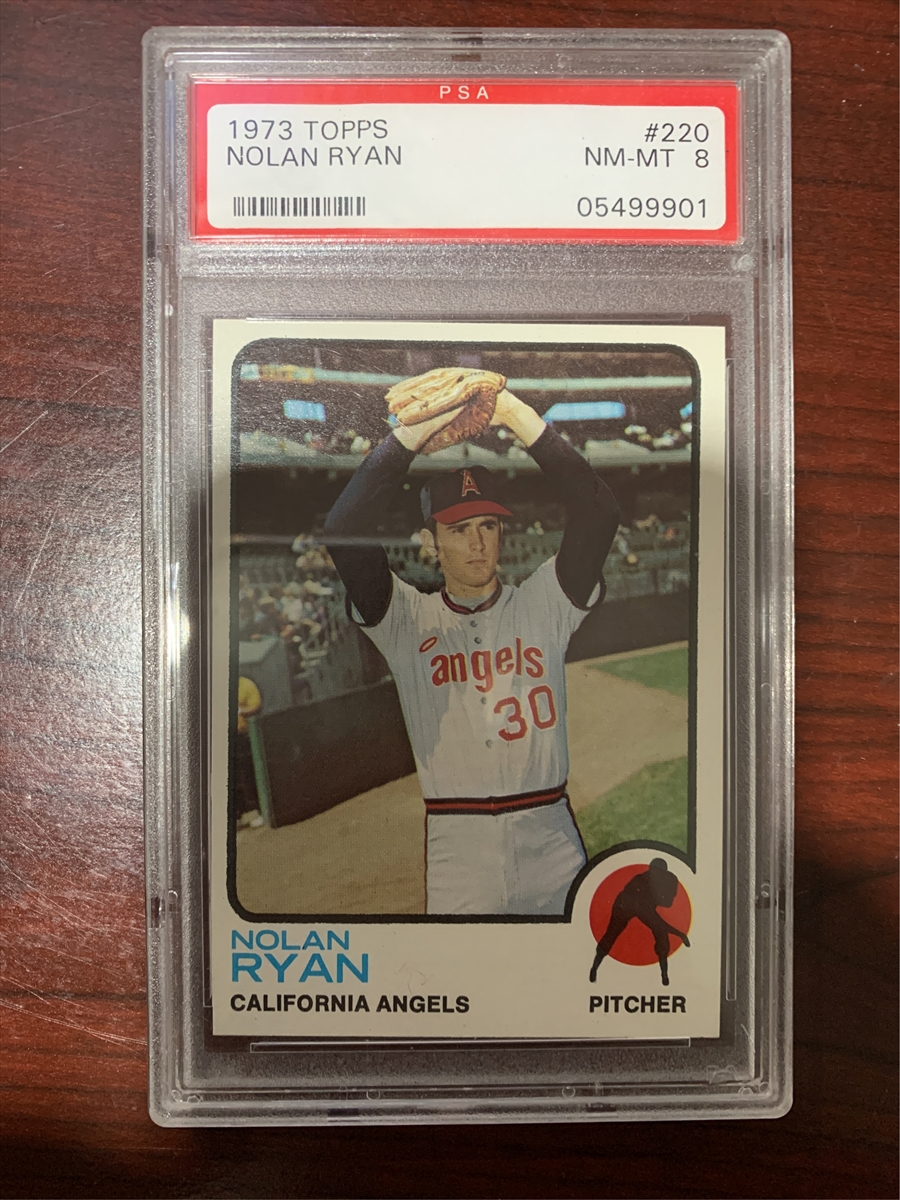 PSA
1973 TOPPS #220
NOLAN RYAN NM-MT 8
05499901
A
angels
30
NOLAN
RYAN
CALIFORNIA ANGELS PITCHER